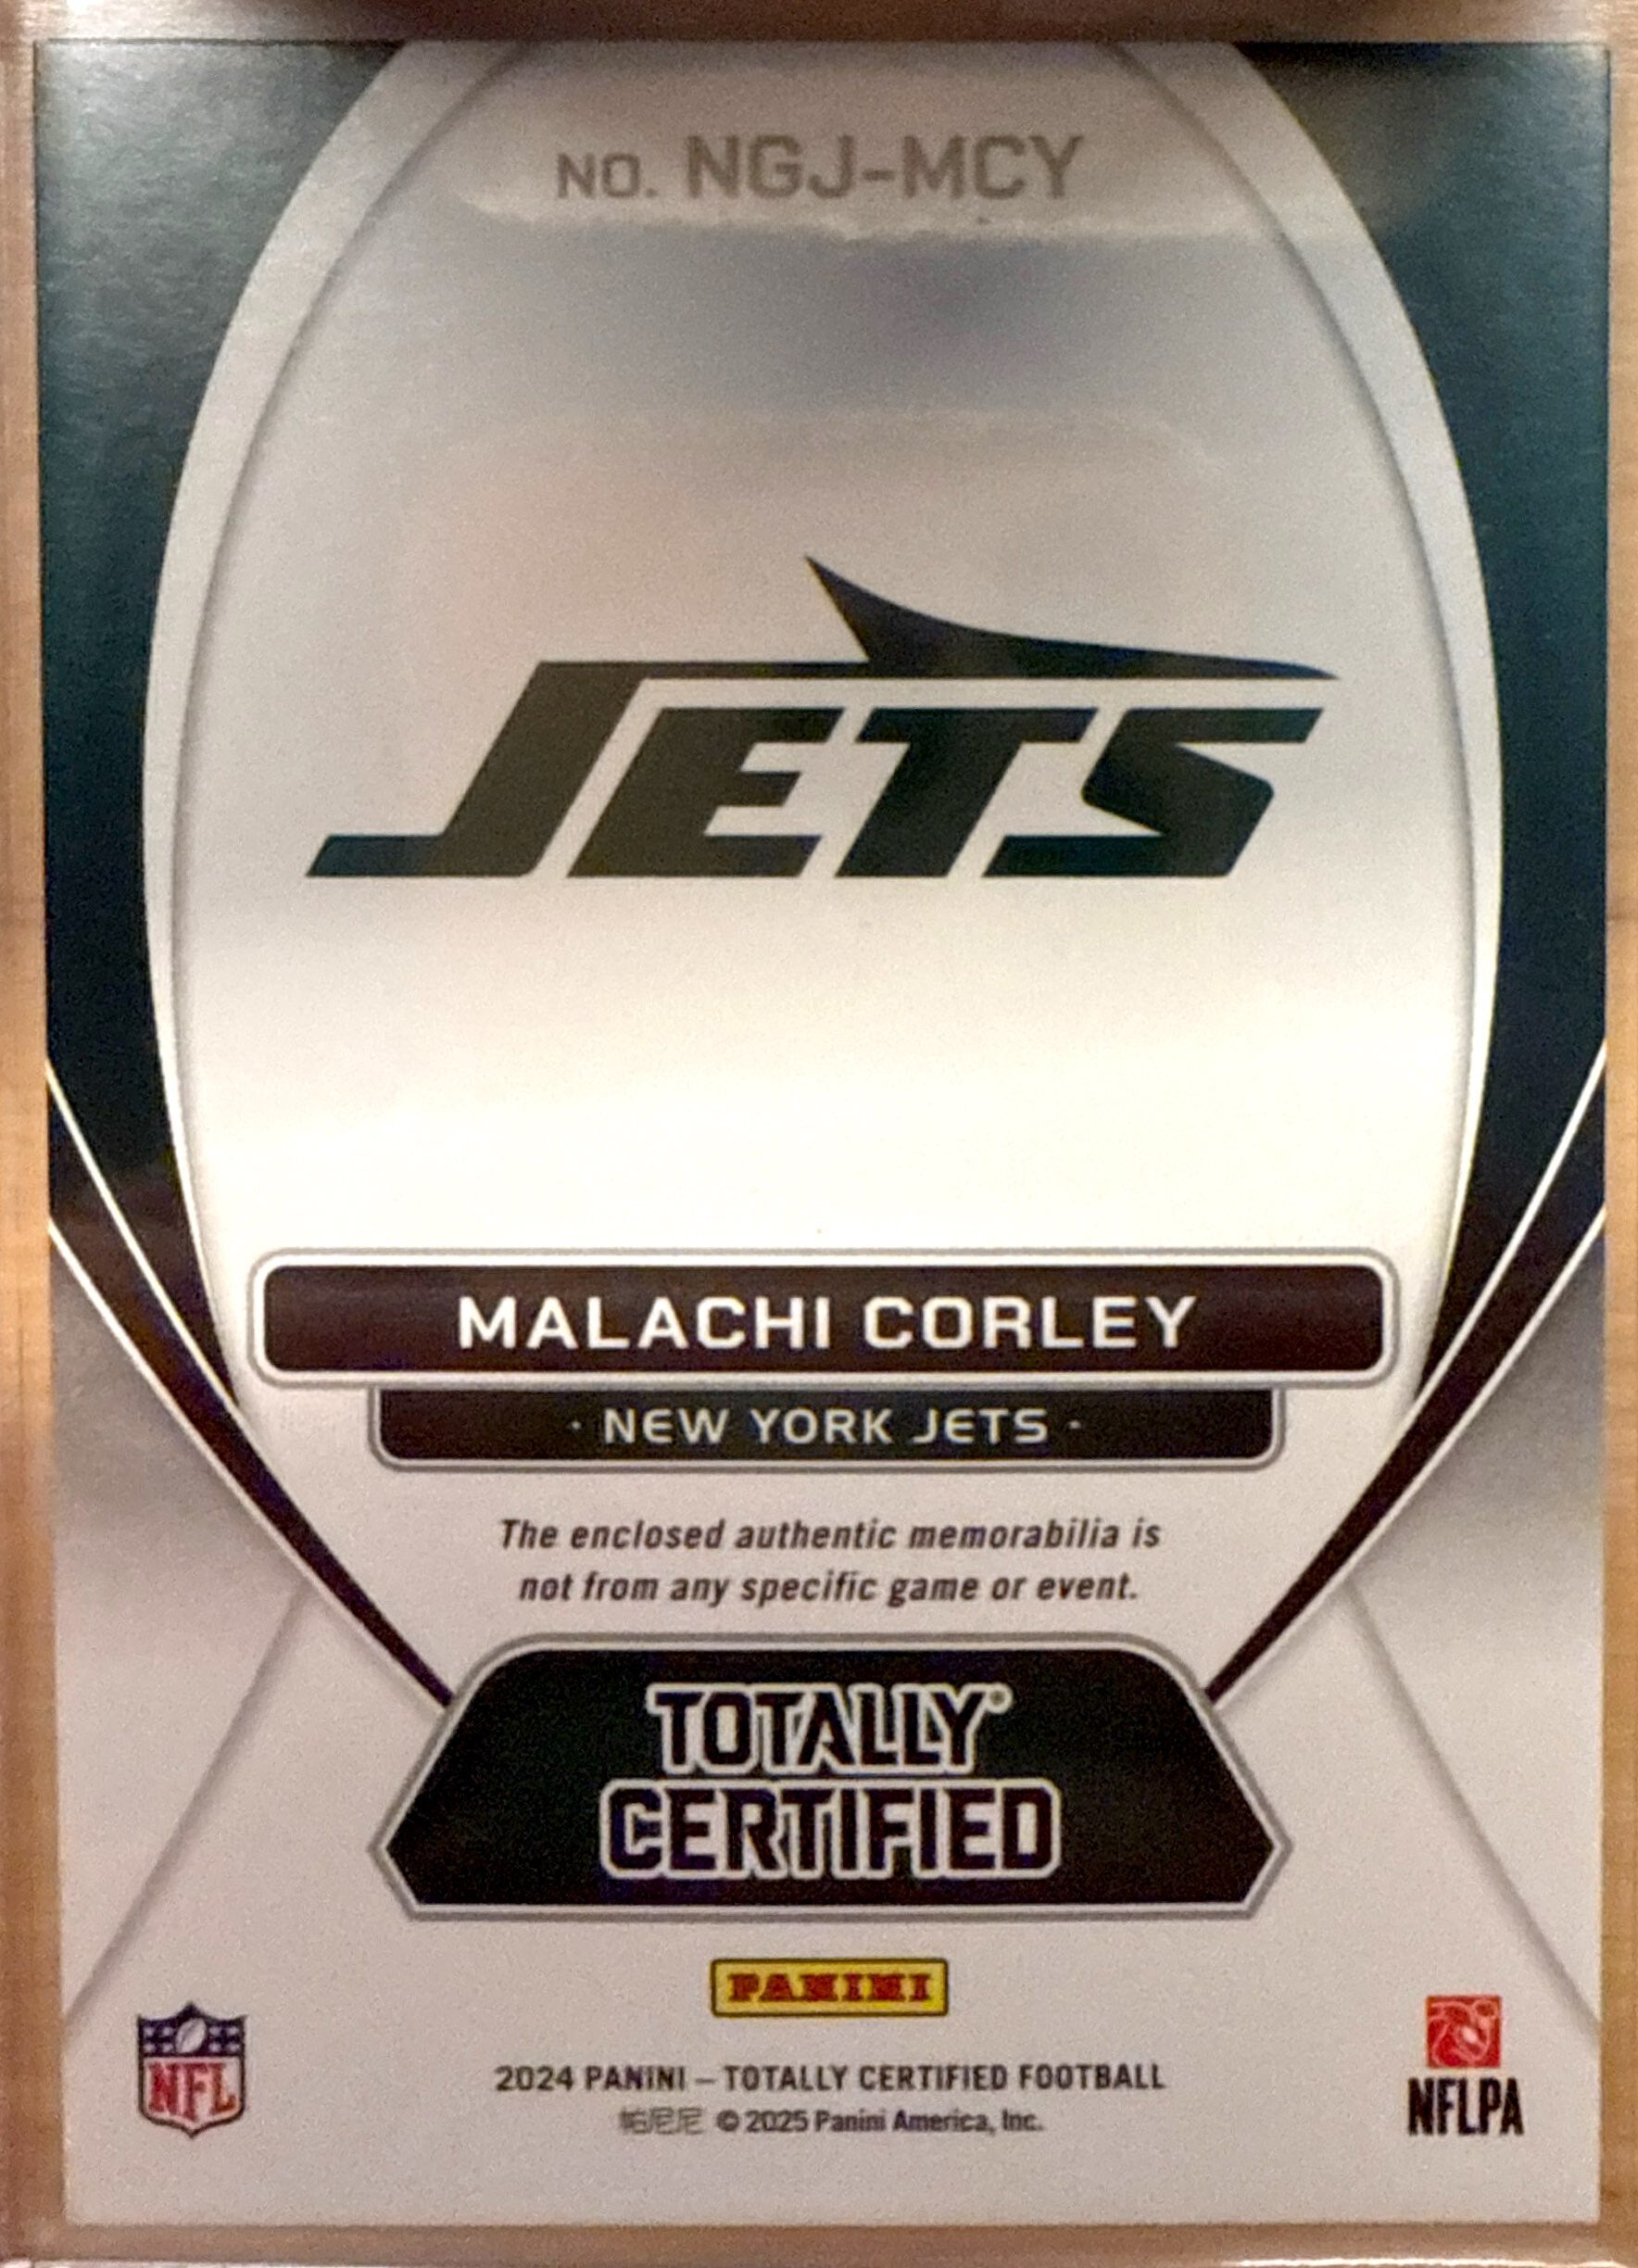 NO. NGJ-MCY
JETS
MALACHI CORLEY
· NEW YORK JETS ·
The enclosed authentic memorabilia is
not from any specific game or event.
TOTALLY®
CERTIFIED
PANINI
NFL
2024 PANINI – TOTALLY CERTIFIED FOOTBALL
帕尼尼 © 2025 Panini America, Inc.
NFLPA